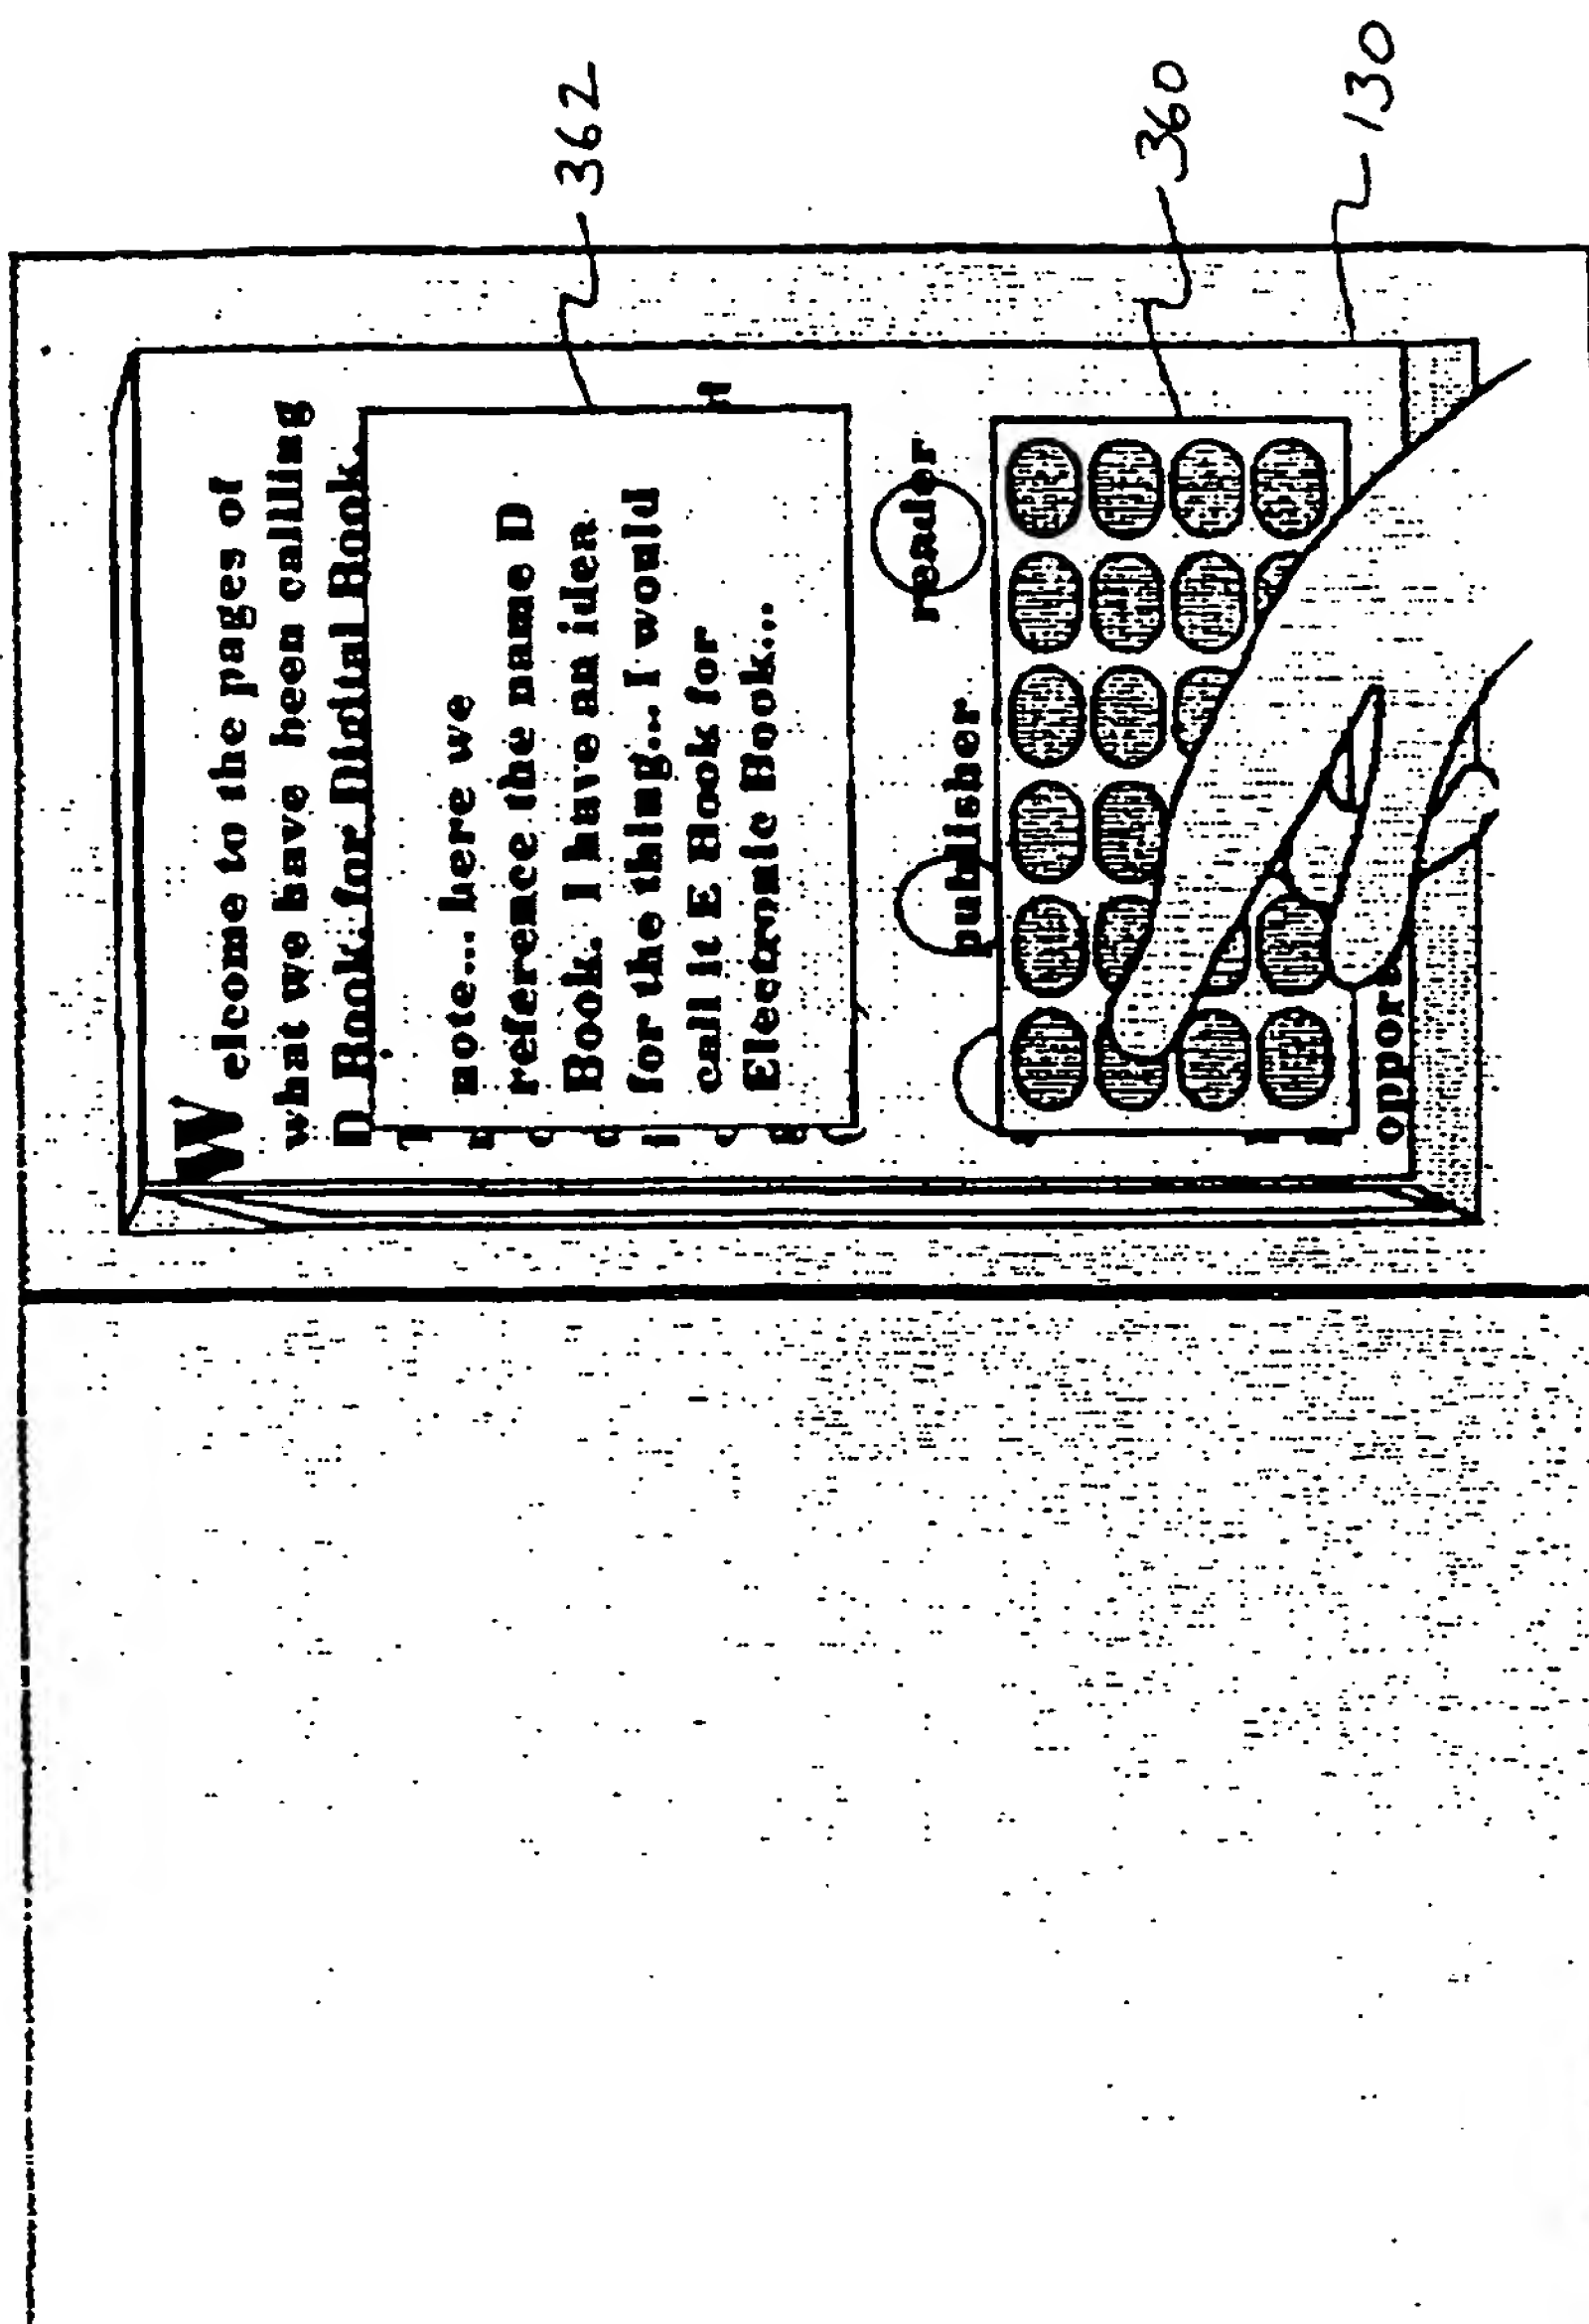 Welcome to the pages of
what we have been calling
D Book, for Digital Book.
note... here we
reference the name D
Book. I have an idea
for the thing... I would
call it E Book for
Electronic Book...
publisher reader
oppor
362
360
130